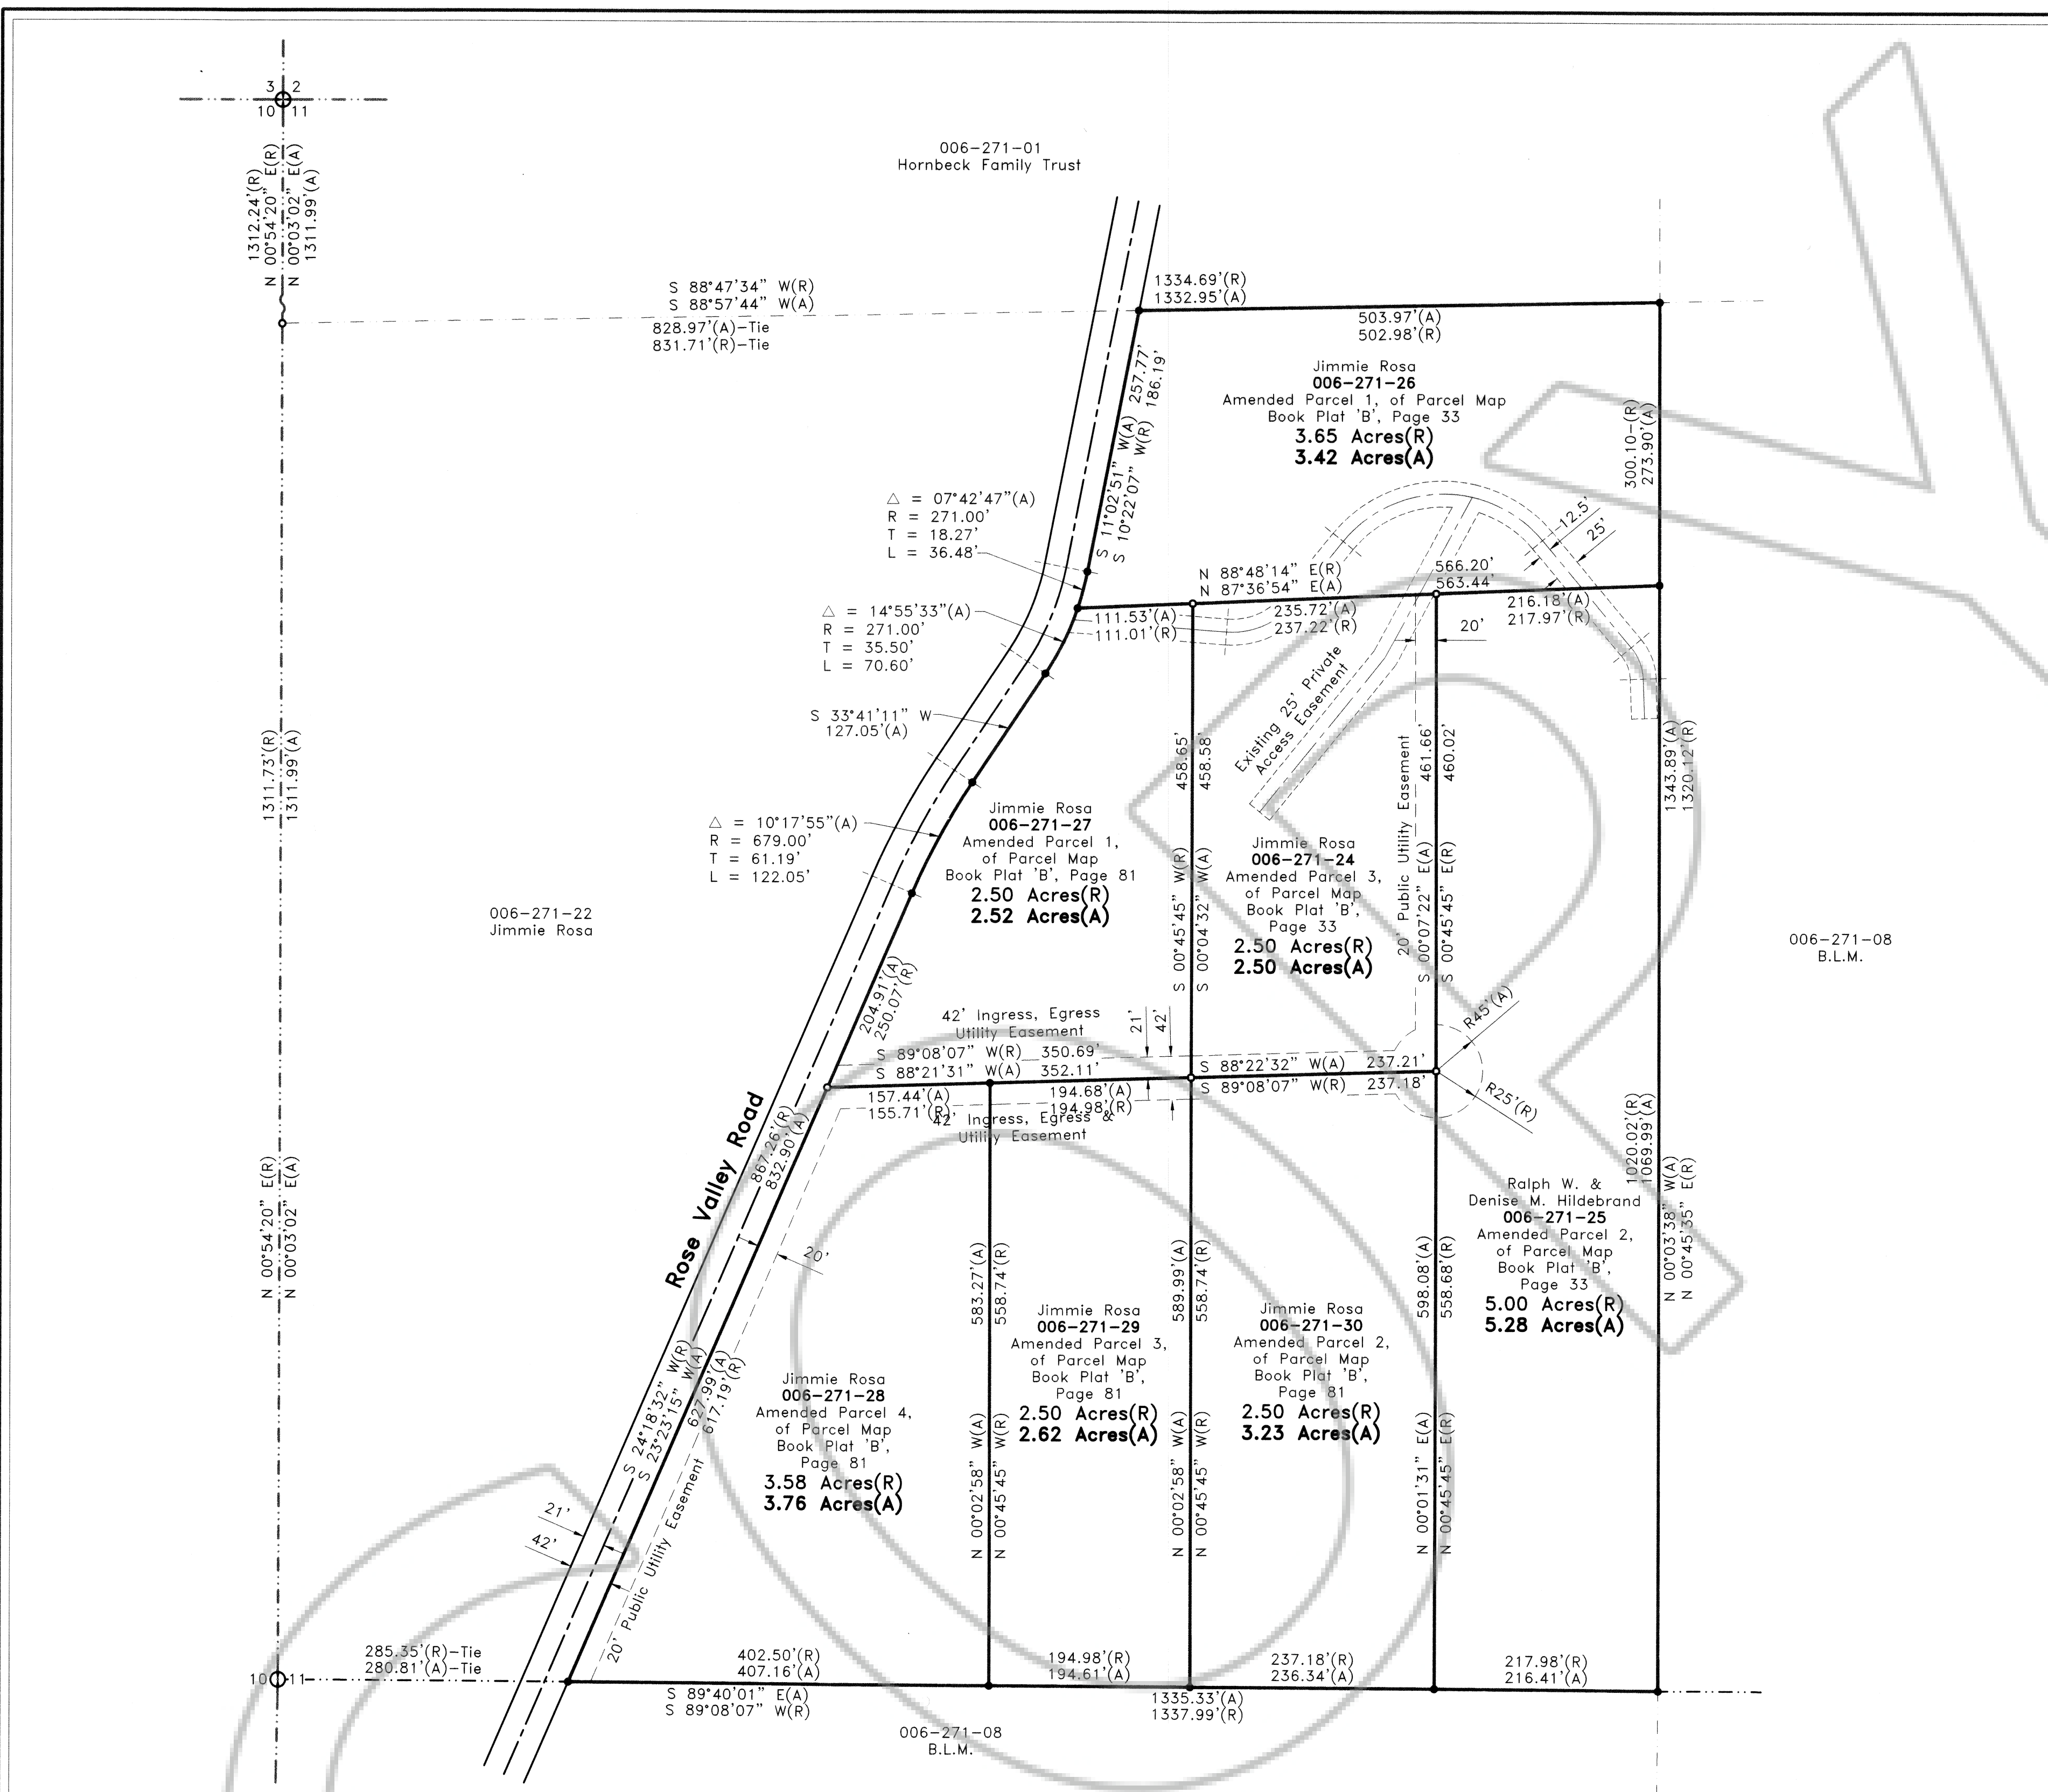 3 2
10 11
1312.24'(R)
N 00°54'20" E(R)
N 00°03'02" E(A)
1311.99'(A)
006-271-01
Hornbeck Family Trust
S 88°47'34" W(R)
S 88°57'44" W(A)
828.97'(A)-Tie
831.71'(R)-Tie
1334.69'(R)
1332.95'(A)
503.97'(A)
502.98'(R)
Jimmie Rosa
006-271-26
Amended Parcel 1, of Parcel Map
Book Plat 'B', Page 33
3.65 Acres(R)
3.42 Acres(A)
300.10-(R)
273.90'(A)
S 11°02'51" W(A) 257.77'
S 10°22'07" W(R) 186.19'
△ = 07°42'47"(A)
R = 271.00'
T = 18.27'
L = 36.48'
12.5'
25'
N 88°48'14" E(R)
N 87°36'54" E(A)
566.20'
563.44'
△ = 14°55'33"(A)
R = 271.00'
T = 35.50'
L = 70.60'
111.53'(A)
111.01'(R)
235.72'(A)
237.22'(R)
216.18'(A)
217.97'(R)
20'
Existing 25' Private
Access Easement
S 33°41'11" W
127.05'(A)
1311.73'(R)
1311.99'(A)
458.65'
458.58'
20' Public Utility Easement
461.66'
460.02'
1343.89'(A)
1320.12'(R)
△ = 10°17'55"(A)
R = 679.00'
T = 61.19'
L = 122.05'
Jimmie Rosa
006-271-27
Amended Parcel 1,
of Parcel Map
Book Plat 'B', Page 81
2.50 Acres(R)
2.52 Acres(A)
S 00°45'45" W(R)
S 00°04'32" W(A)
Jimmie Rosa
006-271-24
Amended Parcel 3,
of Parcel Map
Book Plat 'B',
Page 33
2.50 Acres(R)
2.50 Acres(A)
S 00°07'22" E(A)
S 00°45'45" E(R)
006-271-22
Jimmie Rosa
006-271-08
B.L.M.
204.91'(A)
250.07'(R)
42' Ingress, Egress
Utility Easement
21'
42'
R45'(A)
S 89°08'07" W(R) 350.69'
S 88°21'31" W(A) 352.11'
S 88°22'32" W(A) 237.21'
S 89°08'07" W(R) 237.18'
R25'(R)
157.44'(A)
155.71'(R)
194.68'(A)
194.98'(R)
42' Ingress, Egress &
Utility Easement
Rose Valley Road
867.26'(R)
832.90'(A)
20'
1020.02'(R)
1069.99'(A)
N 00°03'38" W(A)
N 00°45'35" E(R)
N 00°54'20" E(R)
N 00°03'02" E(A)
Ralph W. &
Denise M. Hildebrand
006-271-25
Amended Parcel 2,
of Parcel Map
Book Plat 'B',
Page 33
5.00 Acres(R)
5.28 Acres(A)
583.27'(A)
558.74'(R)
589.99'(A)
558.74'(R)
598.08'(A)
558.68'(R)
Jimmie Rosa
006-271-29
Amended Parcel 3,
of Parcel Map
Book Plat 'B',
Page 81
2.50 Acres(R)
2.62 Acres(A)
Jimmie Rosa
006-271-30
Amended Parcel 2,
of Parcel Map
Book Plat 'B',
Page 81
2.50 Acres(R)
3.23 Acres(A)
Jimmie Rosa
006-271-28
Amended Parcel 4,
of Parcel Map
Book Plat 'B',
Page 81
3.58 Acres(R)
3.76 Acres(A)
S 24°18'32" W(R)
S 23°23'15" W(A)
627.99'(A)
617.19'(R)
N 00°02'58" W(A)
N 00°45'45" W(R)
N 00°02'58" W(A)
N 00°45'45" W(R)
N 00°01'31" E(A)
N 00°45'45" E(R)
21'
42'
20' Public Utility Easement
10 11
285.35'(R)-Tie
280.81'(A)-Tie
402.50'(R)
407.16'(A)
194.98'(R)
194.61'(A)
237.18'(R)
236.34'(A)
217.98'(R)
216.41'(A)
S 89°40'01" E(A)
S 89°08'07" W(R)
1335.33'(A)
1337.99'(R)
006-271-08
B.L.M.
COPY